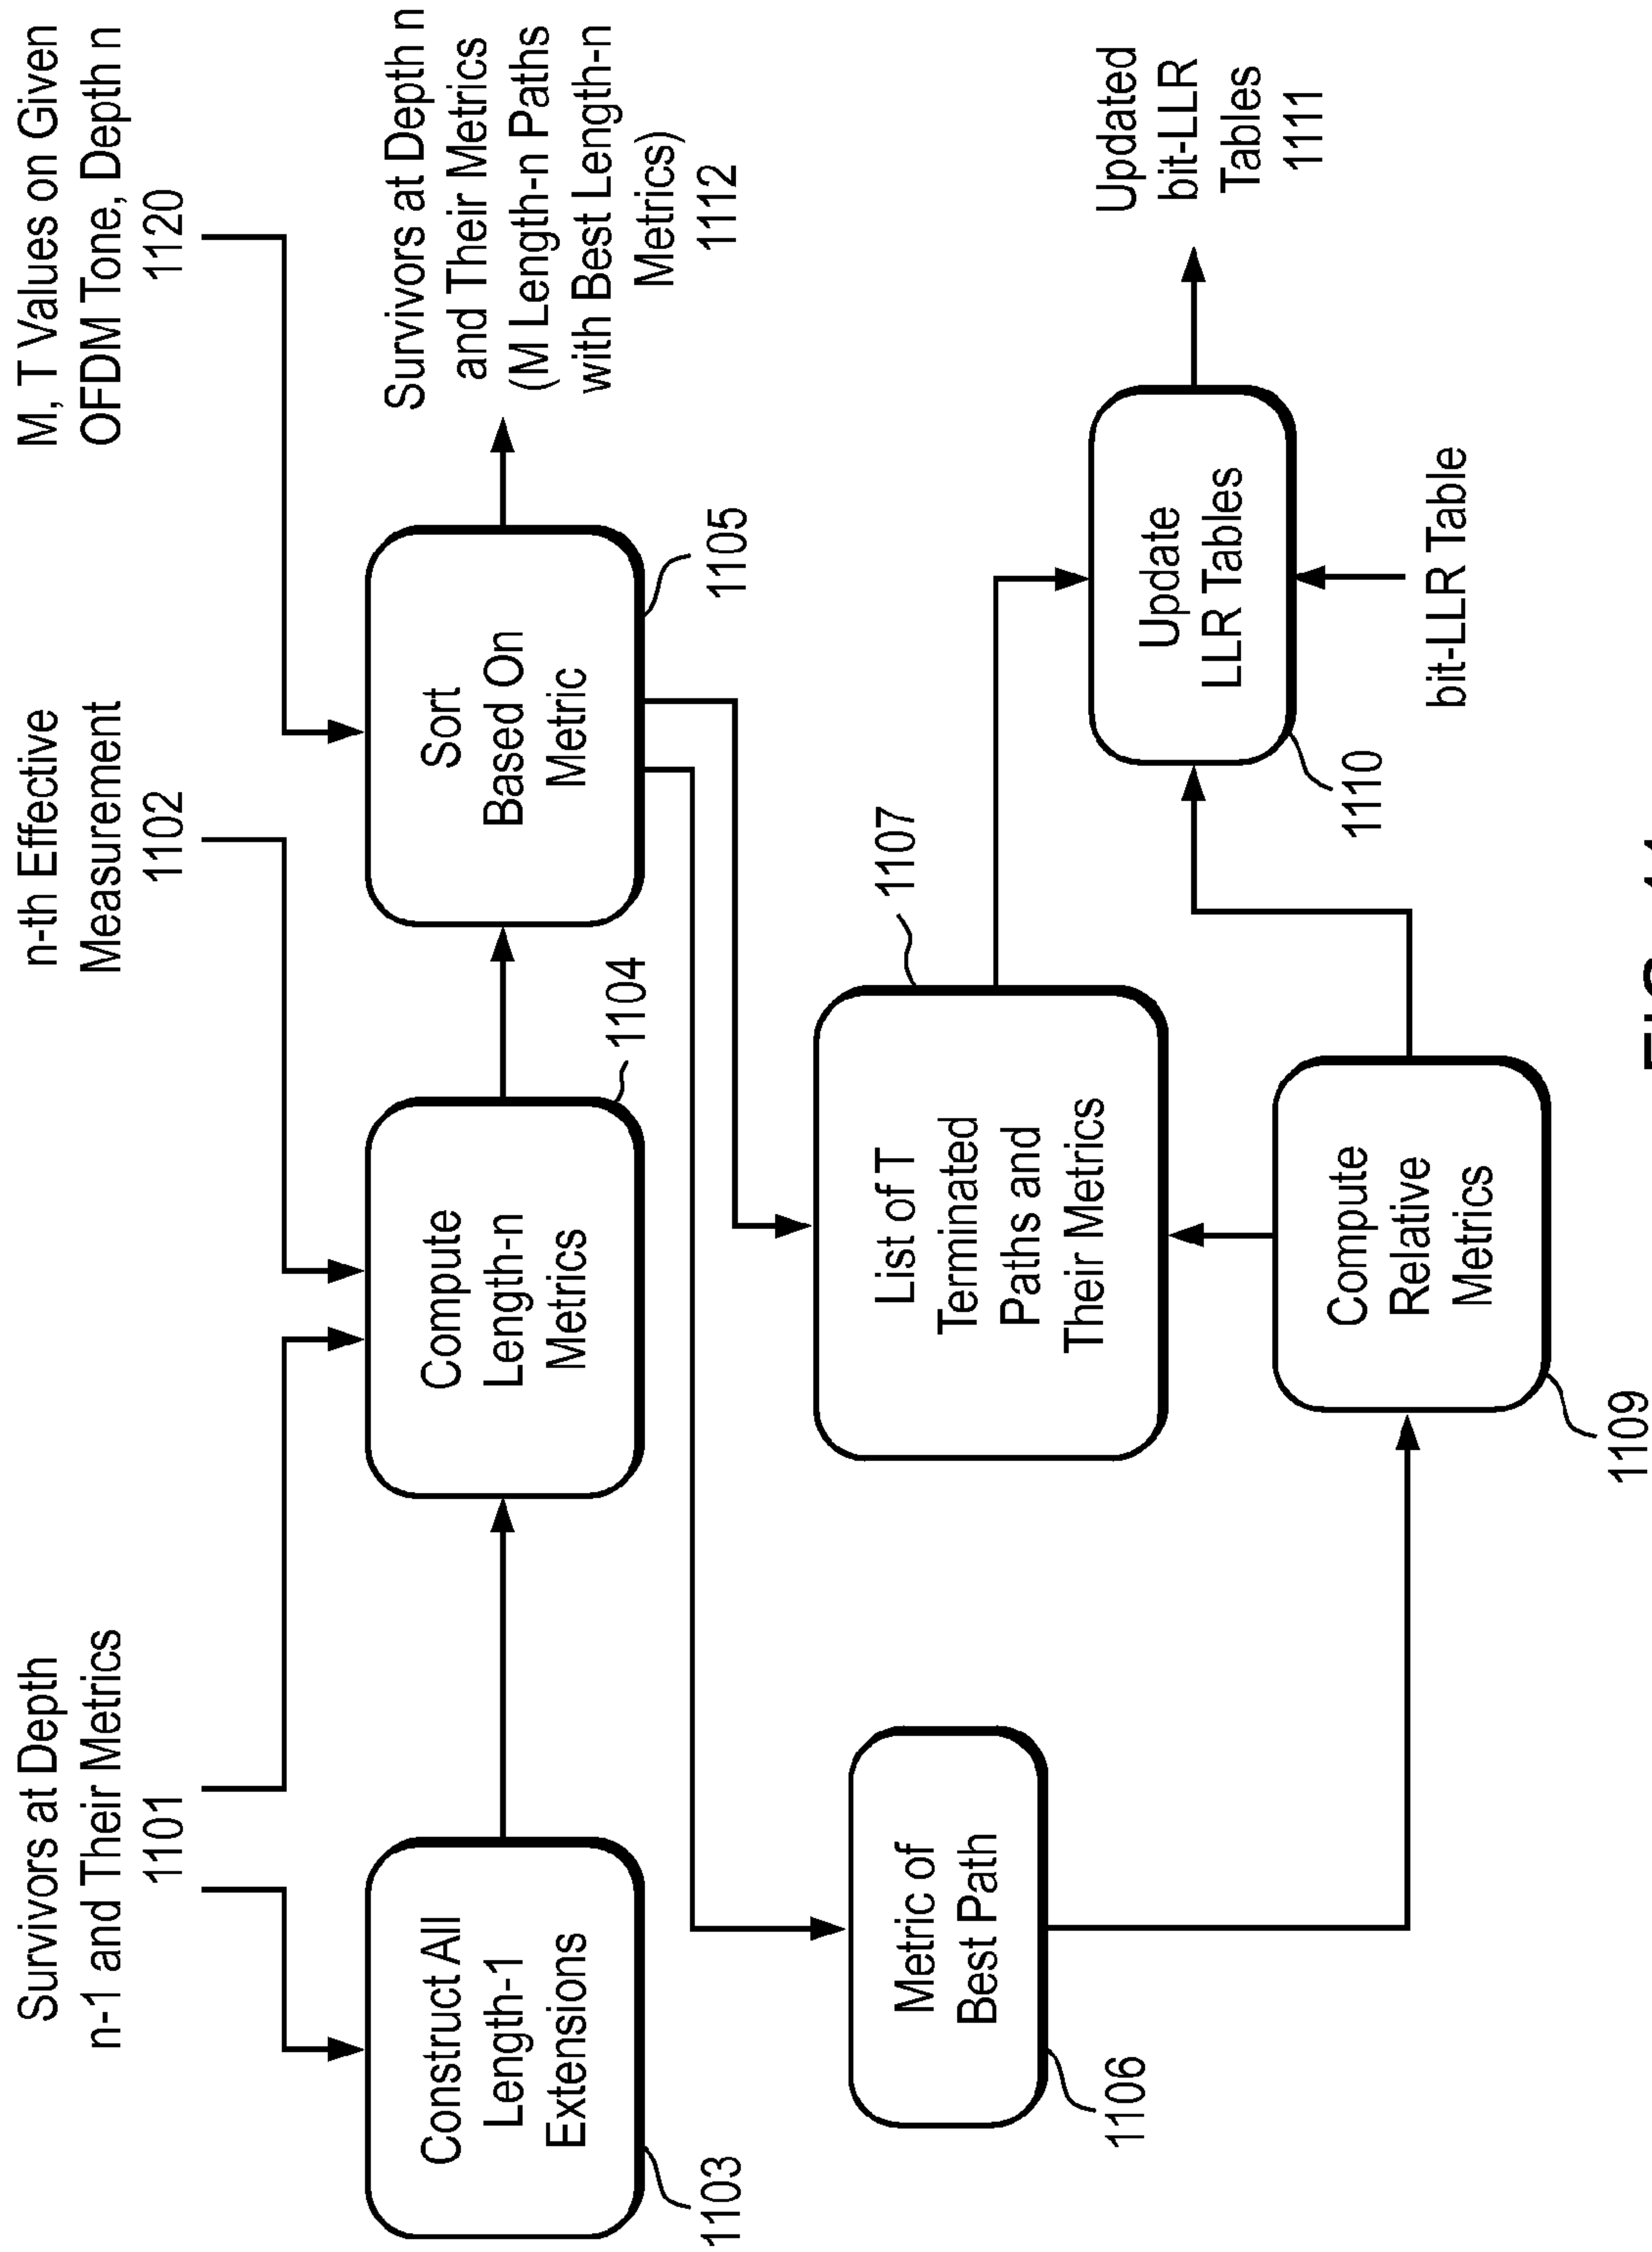 Survivors at Depth
n-1 and Their Metrics
1101
n-th Effective
Measurement
1102
M, T Values on Given
OFDM Tone, Depth n
1120
Construct All
Length-1
Extensions
1103
Compute
Length-n
Metrics
1104
Sort
Based On
Metric
1105
Survivors at Depth n
and Their Metrics
(M Length-n Paths
with Best Length-n
Metrics)
1112
Metric of
Best Path
1106
List of T
Terminated
Paths and
Their Metrics
1107
Compute
Relative
Metrics
1109
Update
LLR Tables
1110
bit-LLR Table
Updated
bit-LLR
Tables
1111